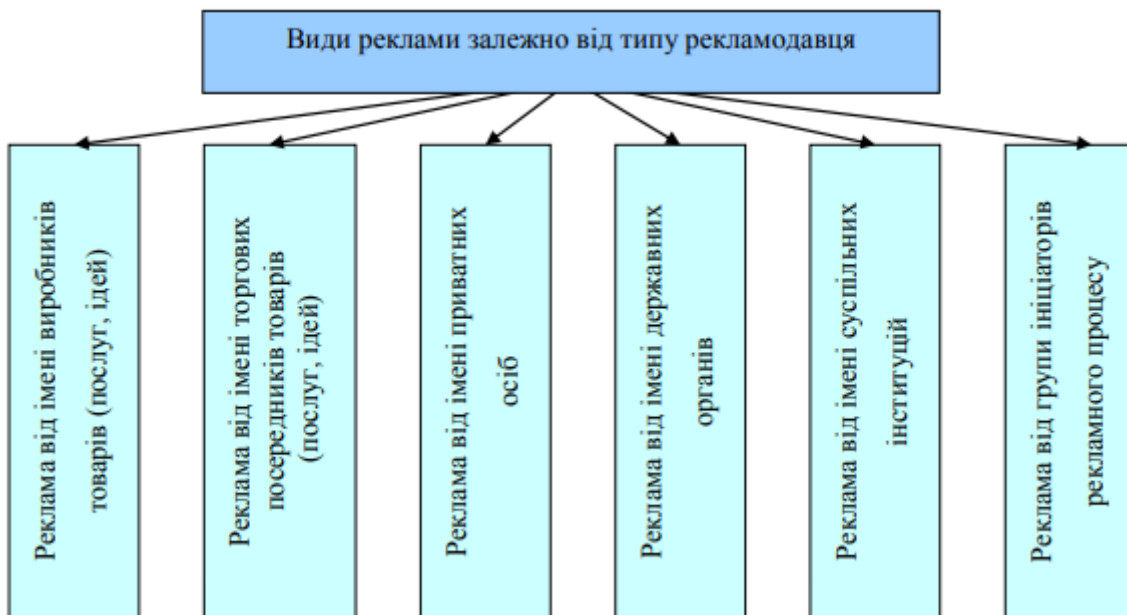 Види реклами залежно від типу рекламодавця
Реклама від імені виробників
товарів (послуг, ідей)
Реклама від імені торгових
посередників товарів
(послуг, ідей)
Реклама від імені приватних
осіб
Реклама від імені державних
органів
Реклама від імені суспільних
інституцій
Реклама від групи ініціаторів
рекламного процесу